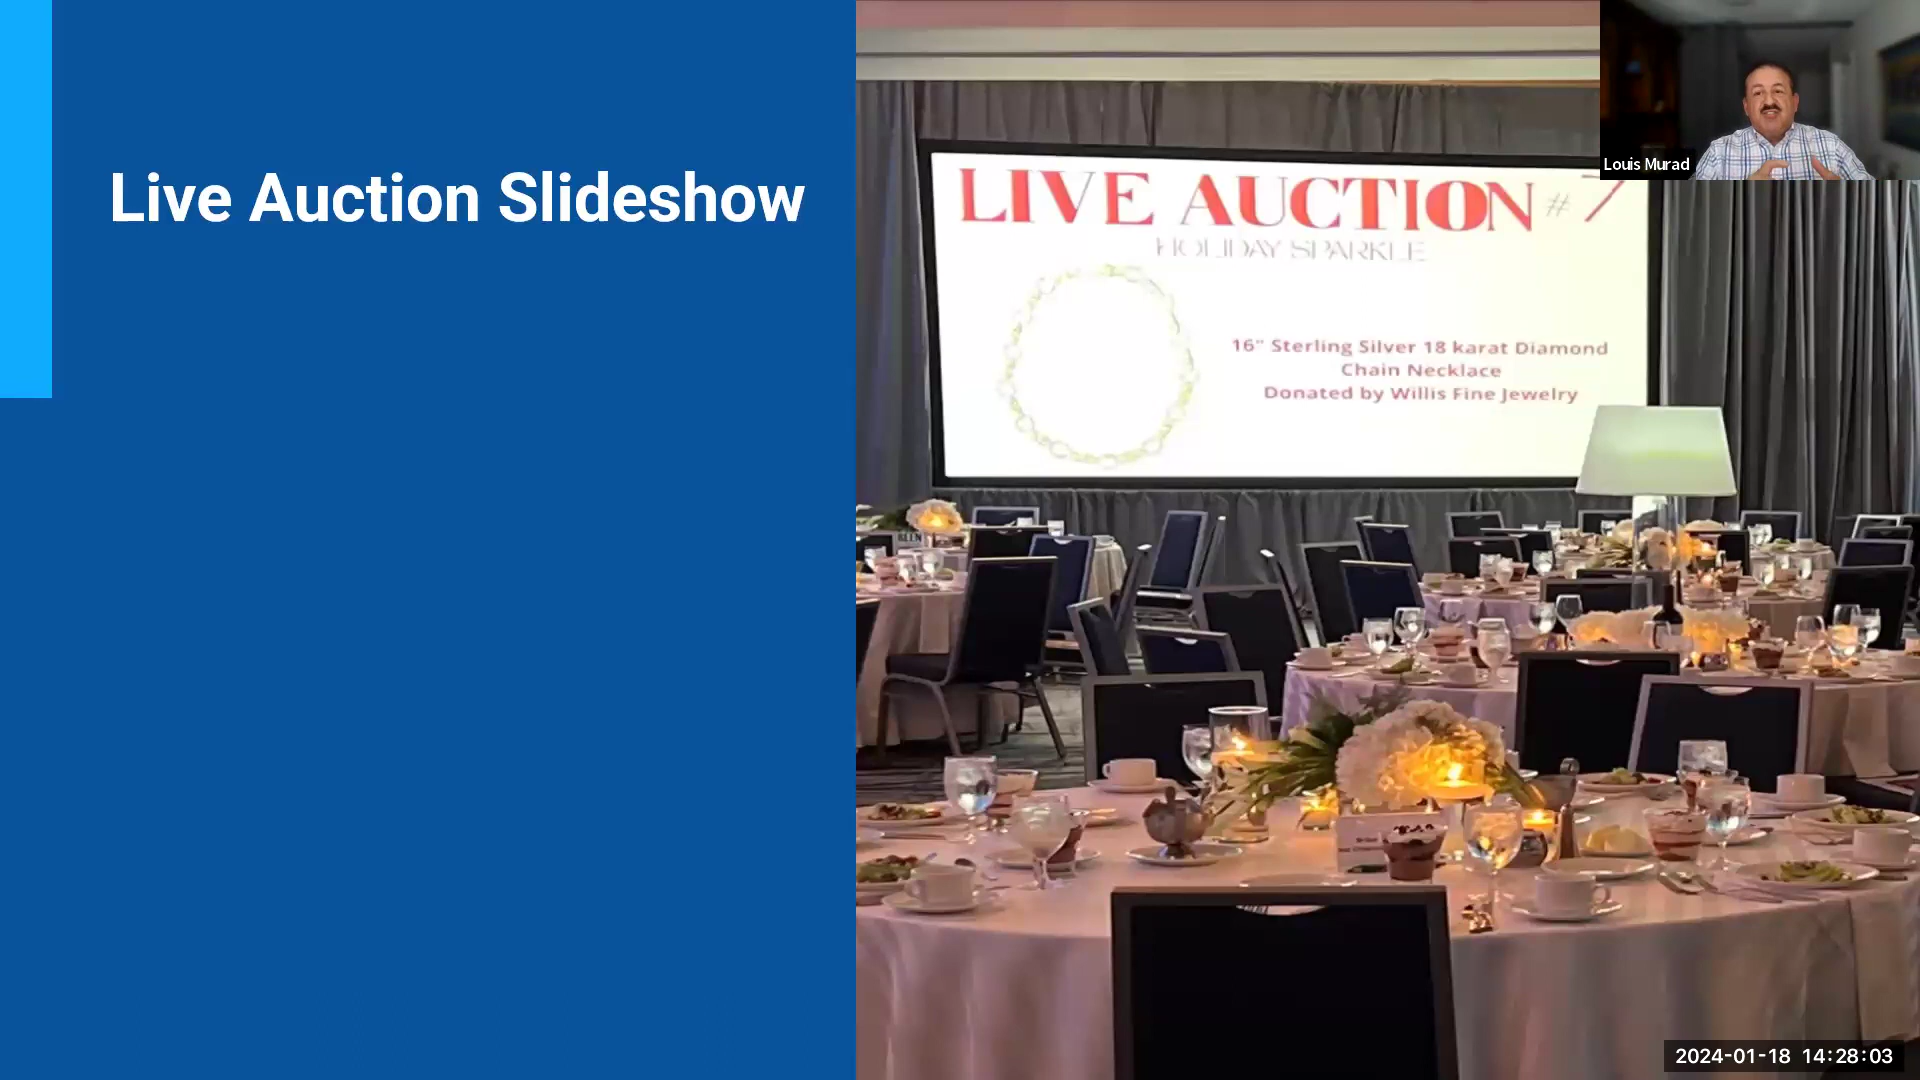 Live Auction Slideshow
LIVE AUCTION # 7
HOLIDAY SPARKLE
16" Sterling Silver 18 karat Diamond
Chain Necklace
Donated by Willis Fine Jewelry
Louis Murad
2024-01-18 14:28:03